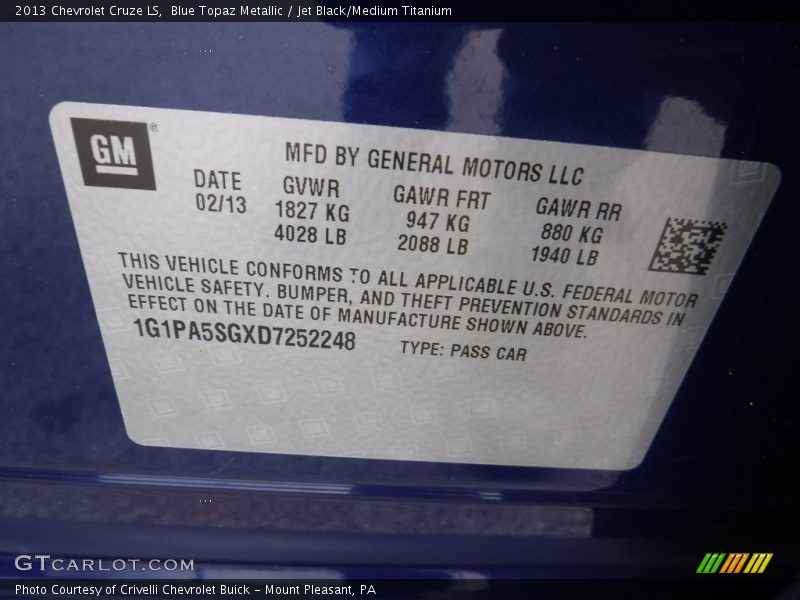 2013 Chevrolet Cruze LS,  Blue Topaz Metallic / Jet Black/Medium Titanium
GM
MFD BY GENERAL MOTORS LLC
DATE GVWR GAWR FRT GAWR RR
02/13 1827 KG 947 KG 880 KG
4028 LB 2088 LB 1940 LB
THIS VEHICLE CONFORMS TO ALL APPLICABLE U.S. FEDERAL MOTOR
VEHICLE SAFETY. BUMPER, AND THEFT PREVENTION STANDARDS IN
EFFECT ON THE DATE OF MANUFACTURE SHOWN ABOVE.
1G1PA5SGXD7252248 TYPE: PASS CAR
GTCARLOT.COM
Photo Courtesy of Crivelli Chevrolet Buick – Mount Pleasant, PA